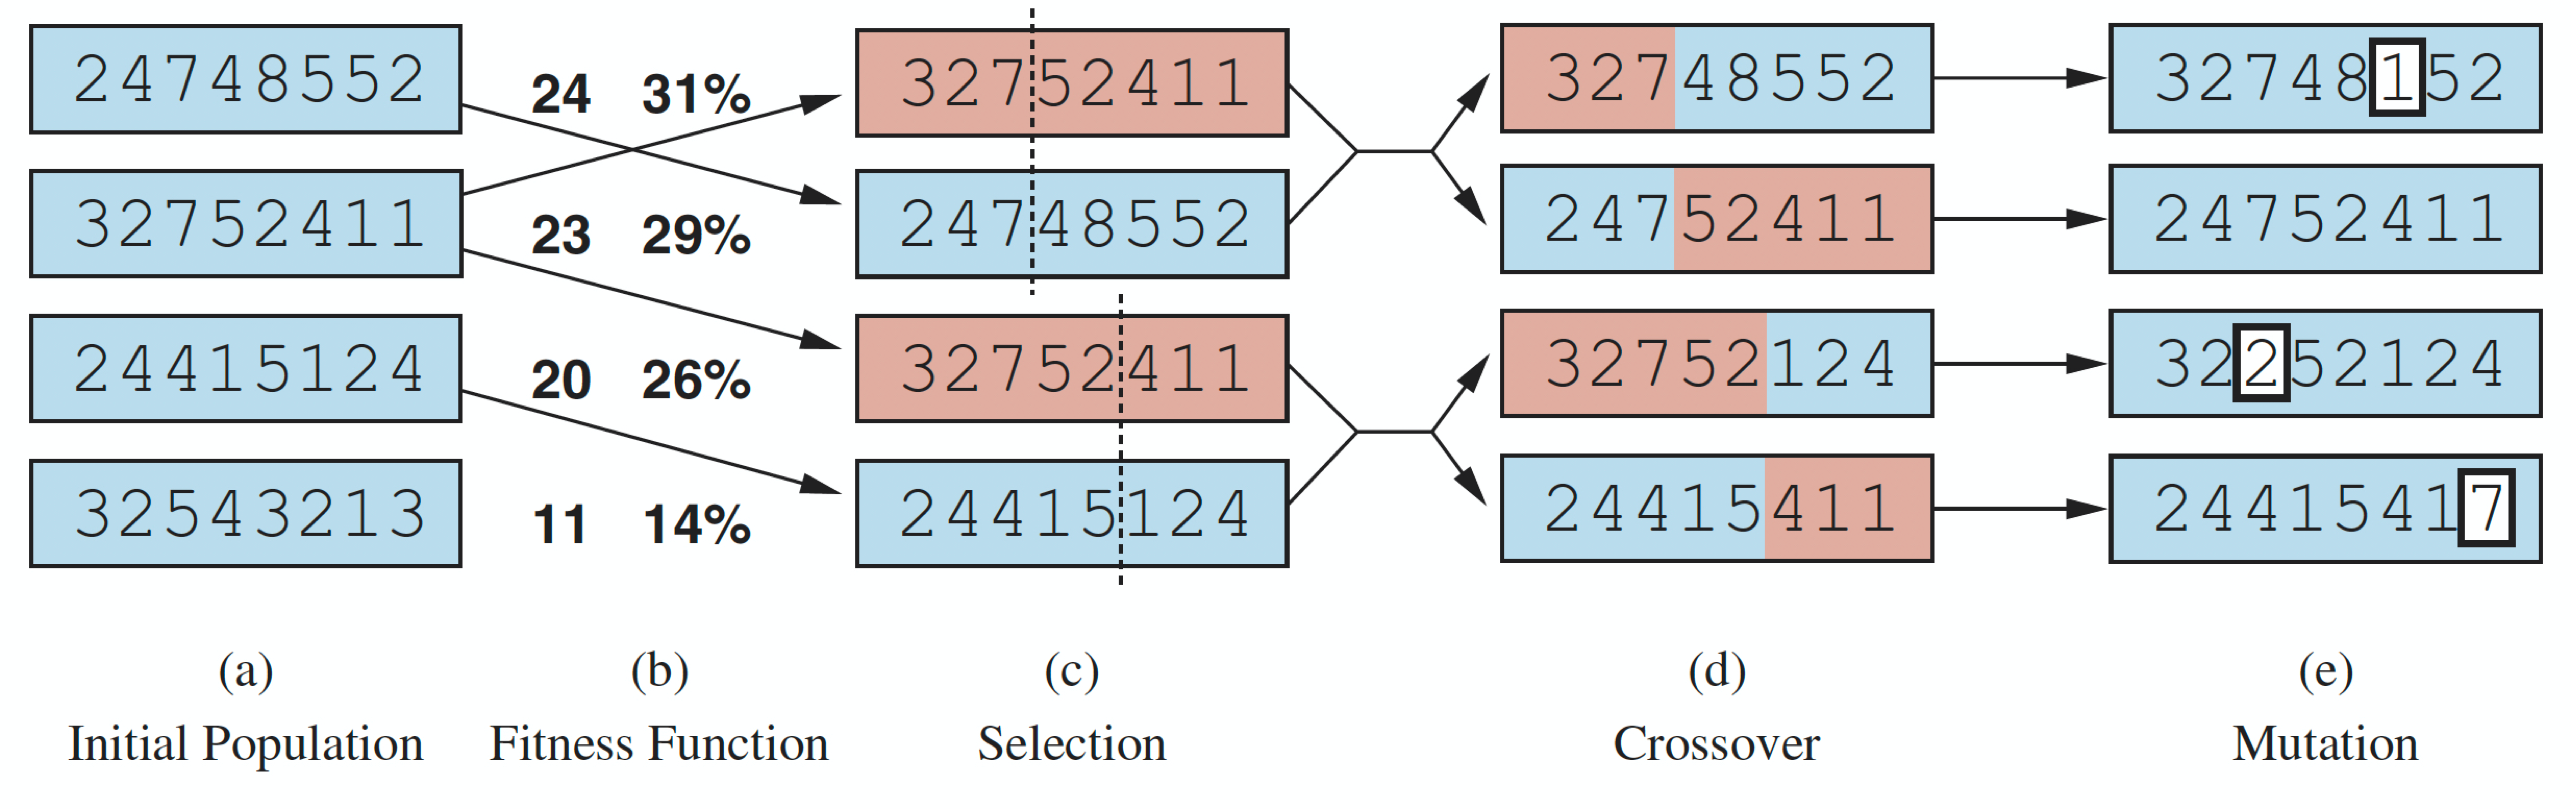 24748552 24 31% 32752411 32748552 32748152
32752411 23 29% 24748552 24752411 24752411
24415124 20 26% 32752411 32752124 32252124
32543213 11 14% 24415124 24415411 24415417
(a) (b) (c) (d) (e)
Initial Population Fitness Function Selection Crossover Mutation